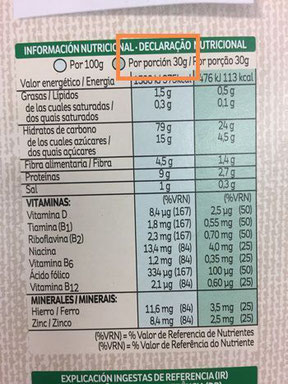 INFORMACIÓN NUTRICIONAL - DECLARAÇÃO NUTRICIONAL
Por 100g Por porción 30g / Por porção 30g
Valor energético / Energia 375kcal 476 kJ 113 kcal
Grasas / Lípidos 1,5 g 0,5 g
de las cuales saturadas / 0,3 g 0,1 g
dos quais saturados
Hidratos de carbono 79 g 24 g
de los cuales azúcares / 15 g 4,5 g
dos quais açúcares
Fibra alimentaria / Fibra 4,5 g 1,4 g
Proteínas 9 g 2,7 g
Sal 1 g 0,3 g
VITAMINAS: (%VRN) (%VRN)
Vitamina D 8,4 µg (167) 2,5 µg (50)
Tiamina (B1) 1,8 mg (167) 0,55 mg (50)
Riboflavina (B2) 2,3 mg (167) 0,70 mg (50)
Niacina 13,4 mg (84) 4,0 mg (25)
Vitamina B6 1,2 mg (84) 0,35 mg (25)
Ácido fólico 334 µg (167) 100 µg (50)
Vitamina B12 2,1 µg (84) 0,60 µg (25)
MINERALES / MINERAIS:
Hierro / Ferro 11,6 mg (84) 3,5 mg (25)
Zinc / Zinco 8,4 mg (84) 2,5 mg (25)
(%VRN) = % Valor de Referencia de Nutrientes
(%VRN) = % Valor de Referência do Nutriente
EXPLICACIÓN INGESTAS DE REFERENCIA (IR)